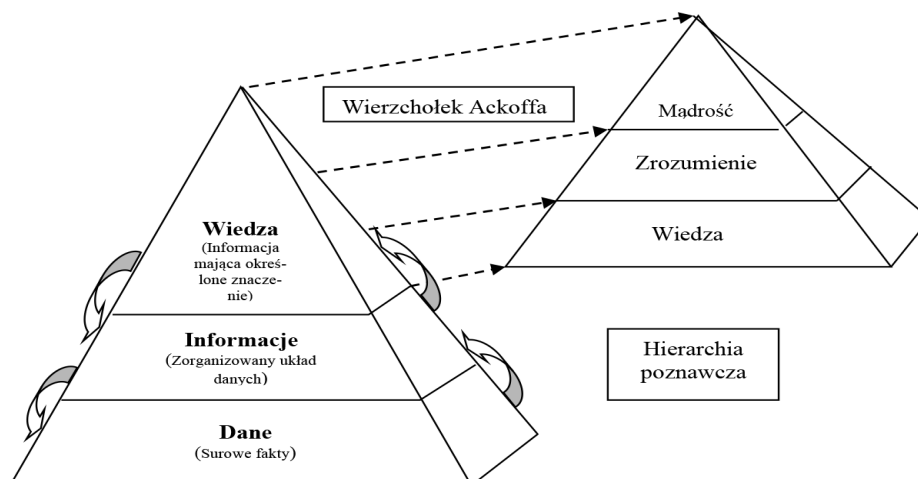 Wierzchołek Ackoffa
Mądrość
Zrozumienie
Wiedza
Wiedza
(Informacja
mająca okreś-
lone znacze-
nie)
Informacje
(Zorganizowany układ
danych)
Dane
(Surowe fakty)
Hierarchia
poznawcza